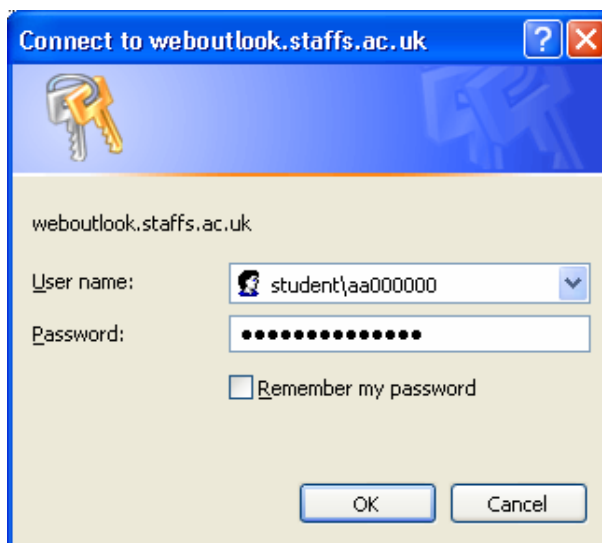 Connect to weboutlook.staffs.ac.uk
weboutlook.staffs.ac.uk
User name: student\aa000000
Password: ●●●●●●●●●●●●●●
Remember my password
OK Cancel